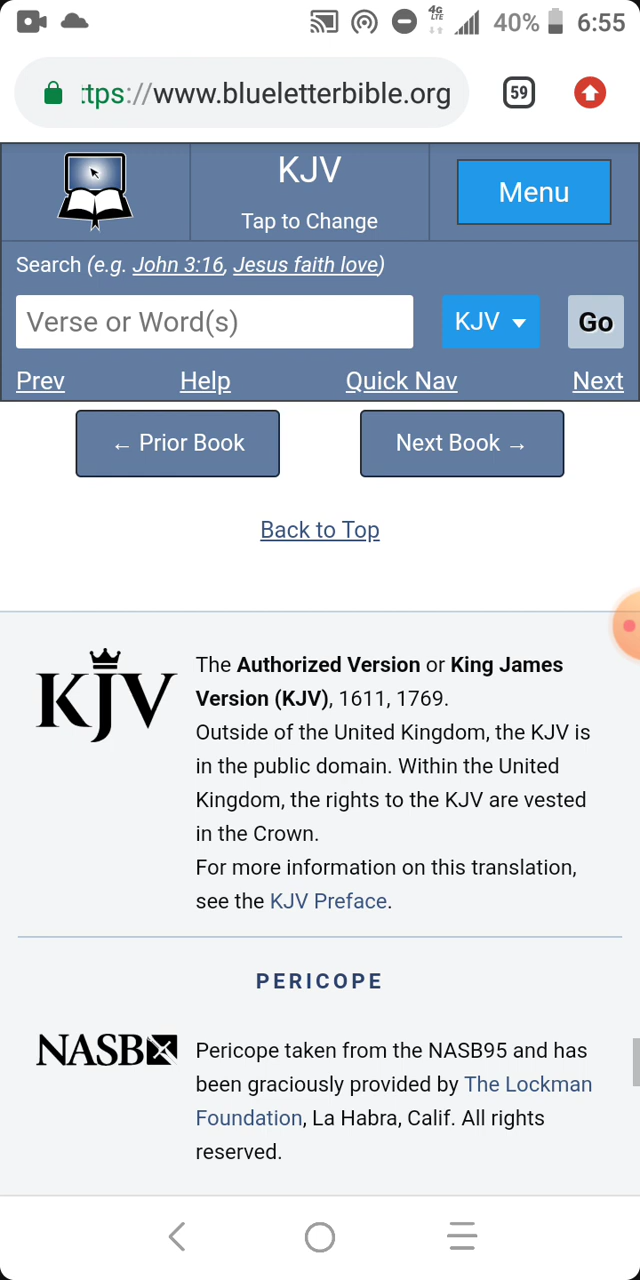 4G
LTE
40%
6:55
ttps://www.blueletterbible.org
59
KJV
Tap to Change
Menu
Search (e.g. John 3:16, Jesus faith love)
Verse or Word(s)
KJV
Go
Prev
Help
Quick Nav
Next
← Prior Book
Next Book →
Back to Top
KJV
The Authorized Version or King James
Version (KJV), 1611, 1769.
Outside of the United Kingdom, the KJV is
in the public domain. Within the United
Kingdom, the rights to the KJV are vested
in the Crown.
For more information on this translation,
see the KJV Preface.
PERICOPE
NASB
Pericope taken from the NASB95 and has
been graciously provided by The Lockman
Foundation, La Habra, Calif. All rights
reserved.